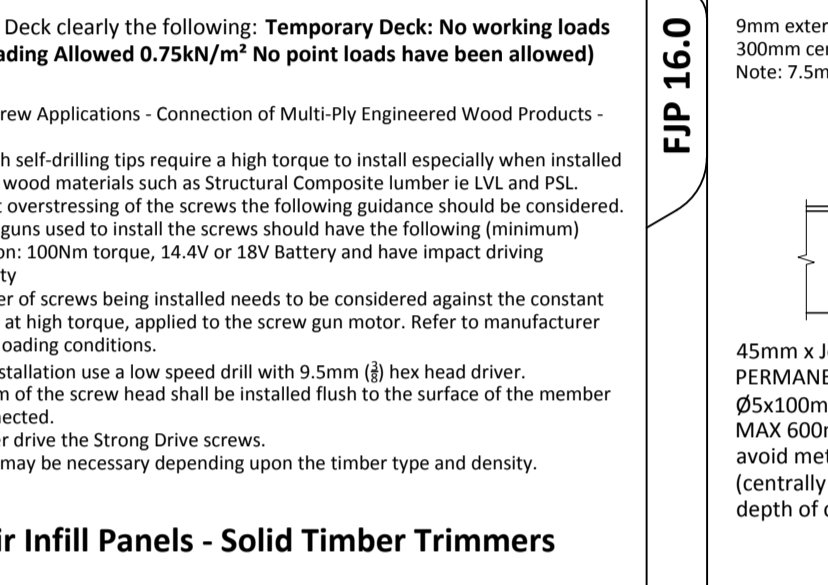 Deck clearly the following: Temporary Deck: No working loads
ading Allowed 0.75kN/m² No point loads have been allowed)
rew Applications - Connection of Multi-Ply Engineered Wood Products -
h self-drilling tips require a high torque to install especially when installed
wood materials such as Structural Composite lumber ie LVL and PSL.
t overstressing of the screws the following guidance should be considered.
guns used to install the screws should have the following (minimum)
on: 100Nm torque, 14.4V or 18V Battery and have impact driving
ty
er of screws being installed needs to be considered against the constant
at high torque, applied to the screw gun motor. Refer to manufacturer
oading conditions.
stallation use a low speed drill with 9.5mm (3/8) hex head driver.
m of the screw head shall be installed flush to the surface of the member
ected.
r drive the Strong Drive screws.
may be necessary depending upon the timber type and density.
ir Infill Panels - Solid Timber Trimmers
FJP 16.0
9mm exter
300mm cen
Note: 7.5m
45mm x J
PERMANE
Ø5x100m
MAX 600m
avoid met
(centrally
depth of